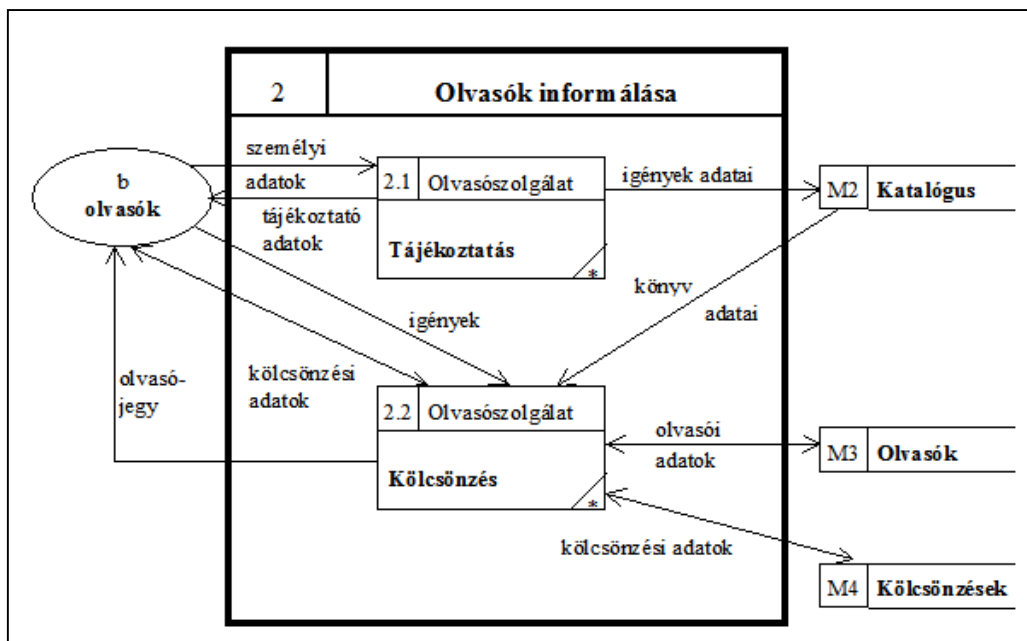 2
Olvasók informálása
b
olvasók
személyi
adatok
tájékoztató
adatok
2.1
Olvasószolgálat
Tájékoztatás
*
igények adatai
M2
Katalógus
könyv
adatai
igények
kölcsönzési
adatok
olvasó-
jegy
2.2
Olvasószolgálat
Kölcsönzés
*
olvasói
adatok
M3
Olvasók
kölcsönzési adatok
M4
Kölcsönzések